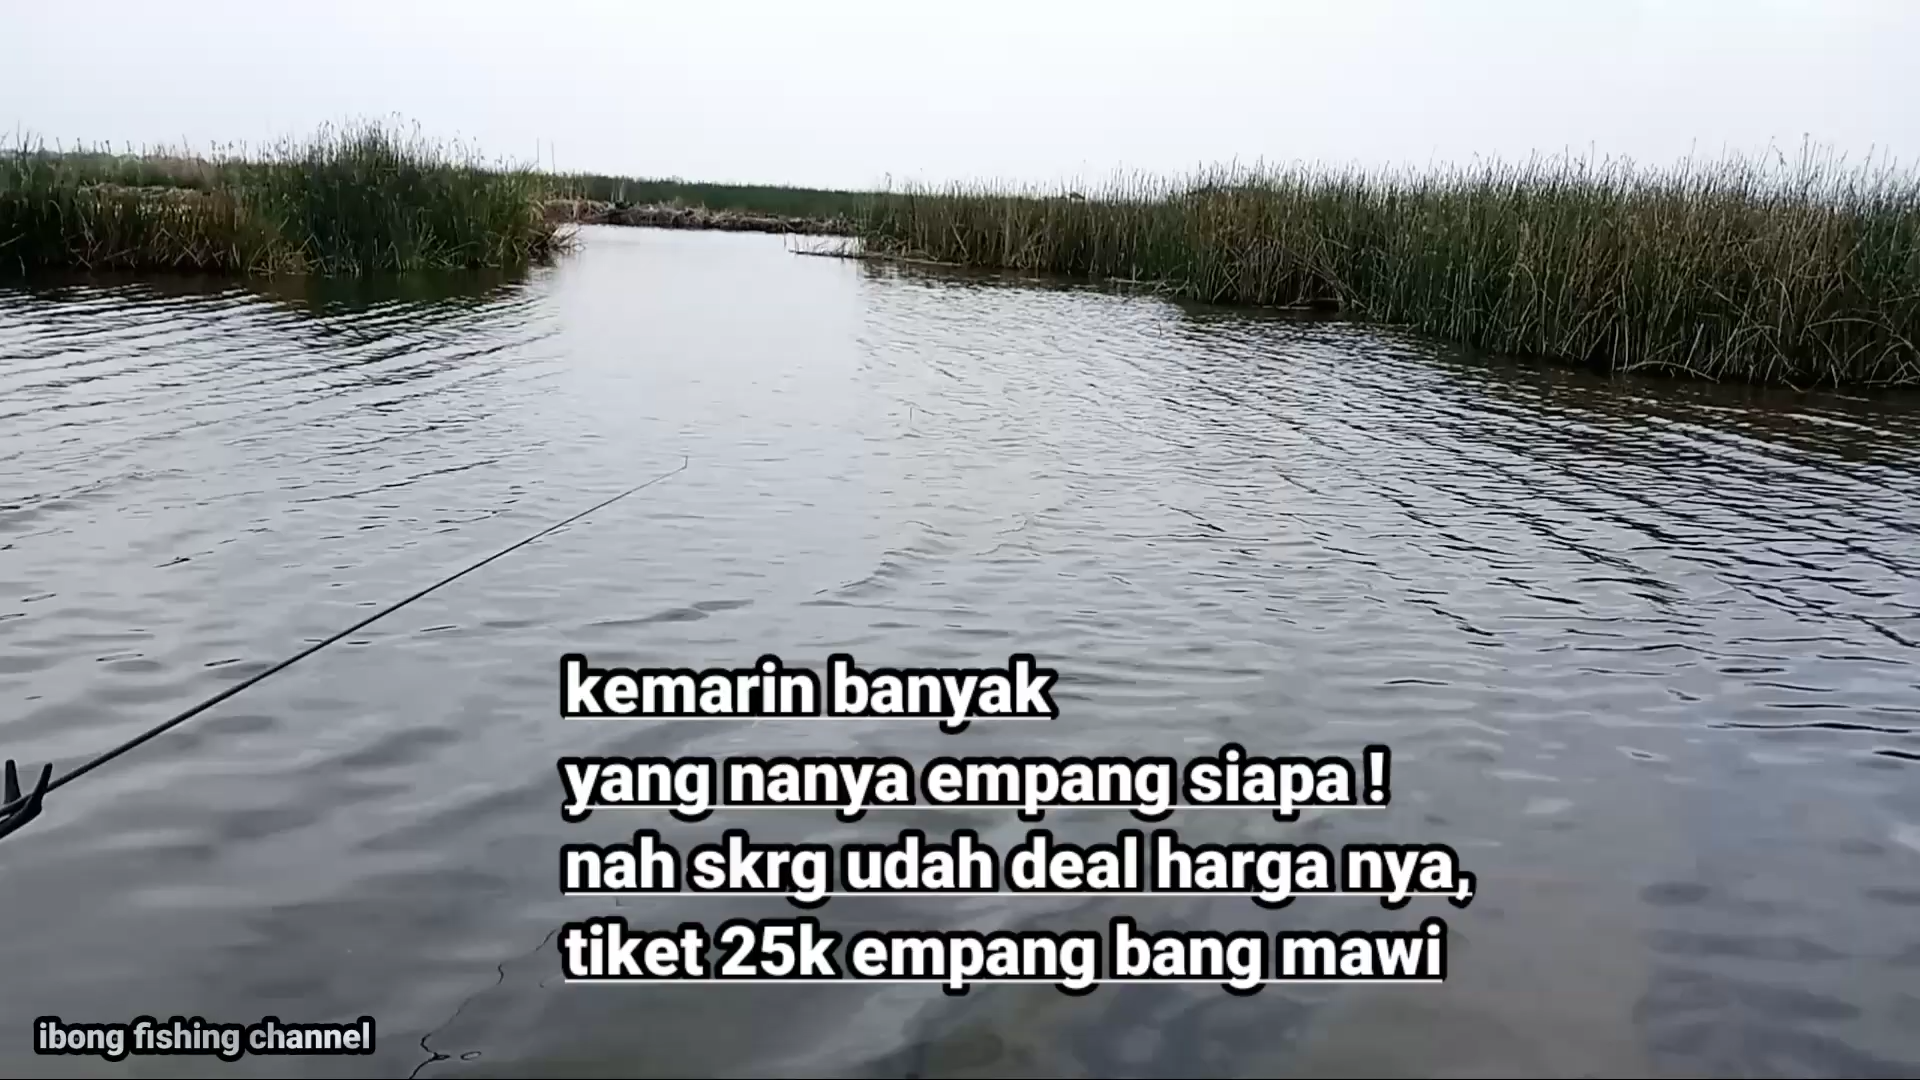 kemarin banyak
yang nanya empang siapa !
nah skrg udah deal harga nya,
tiket 25k empang bang mawi
ibong fishing channel